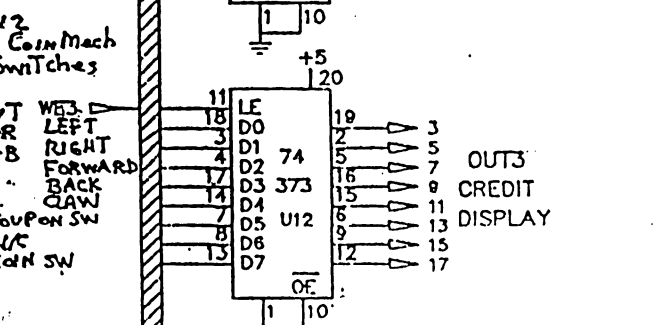 1 10
Coin Mech
Switches
+5
20
WE3 11 LE
LEFT 18 D0 19 3
RIGHT 3 D1 2 5
FORWARD 4 D2 74 5 7
BACK 17 D3 373 16 9
CLAW 14 D4 15 11
COUPON SW 7 D5 U12 6 13
N/C 8 D6 9 15
COIN SW 13 D7 12 17
OUT3
CREDIT
DISPLAY
OE
1 10